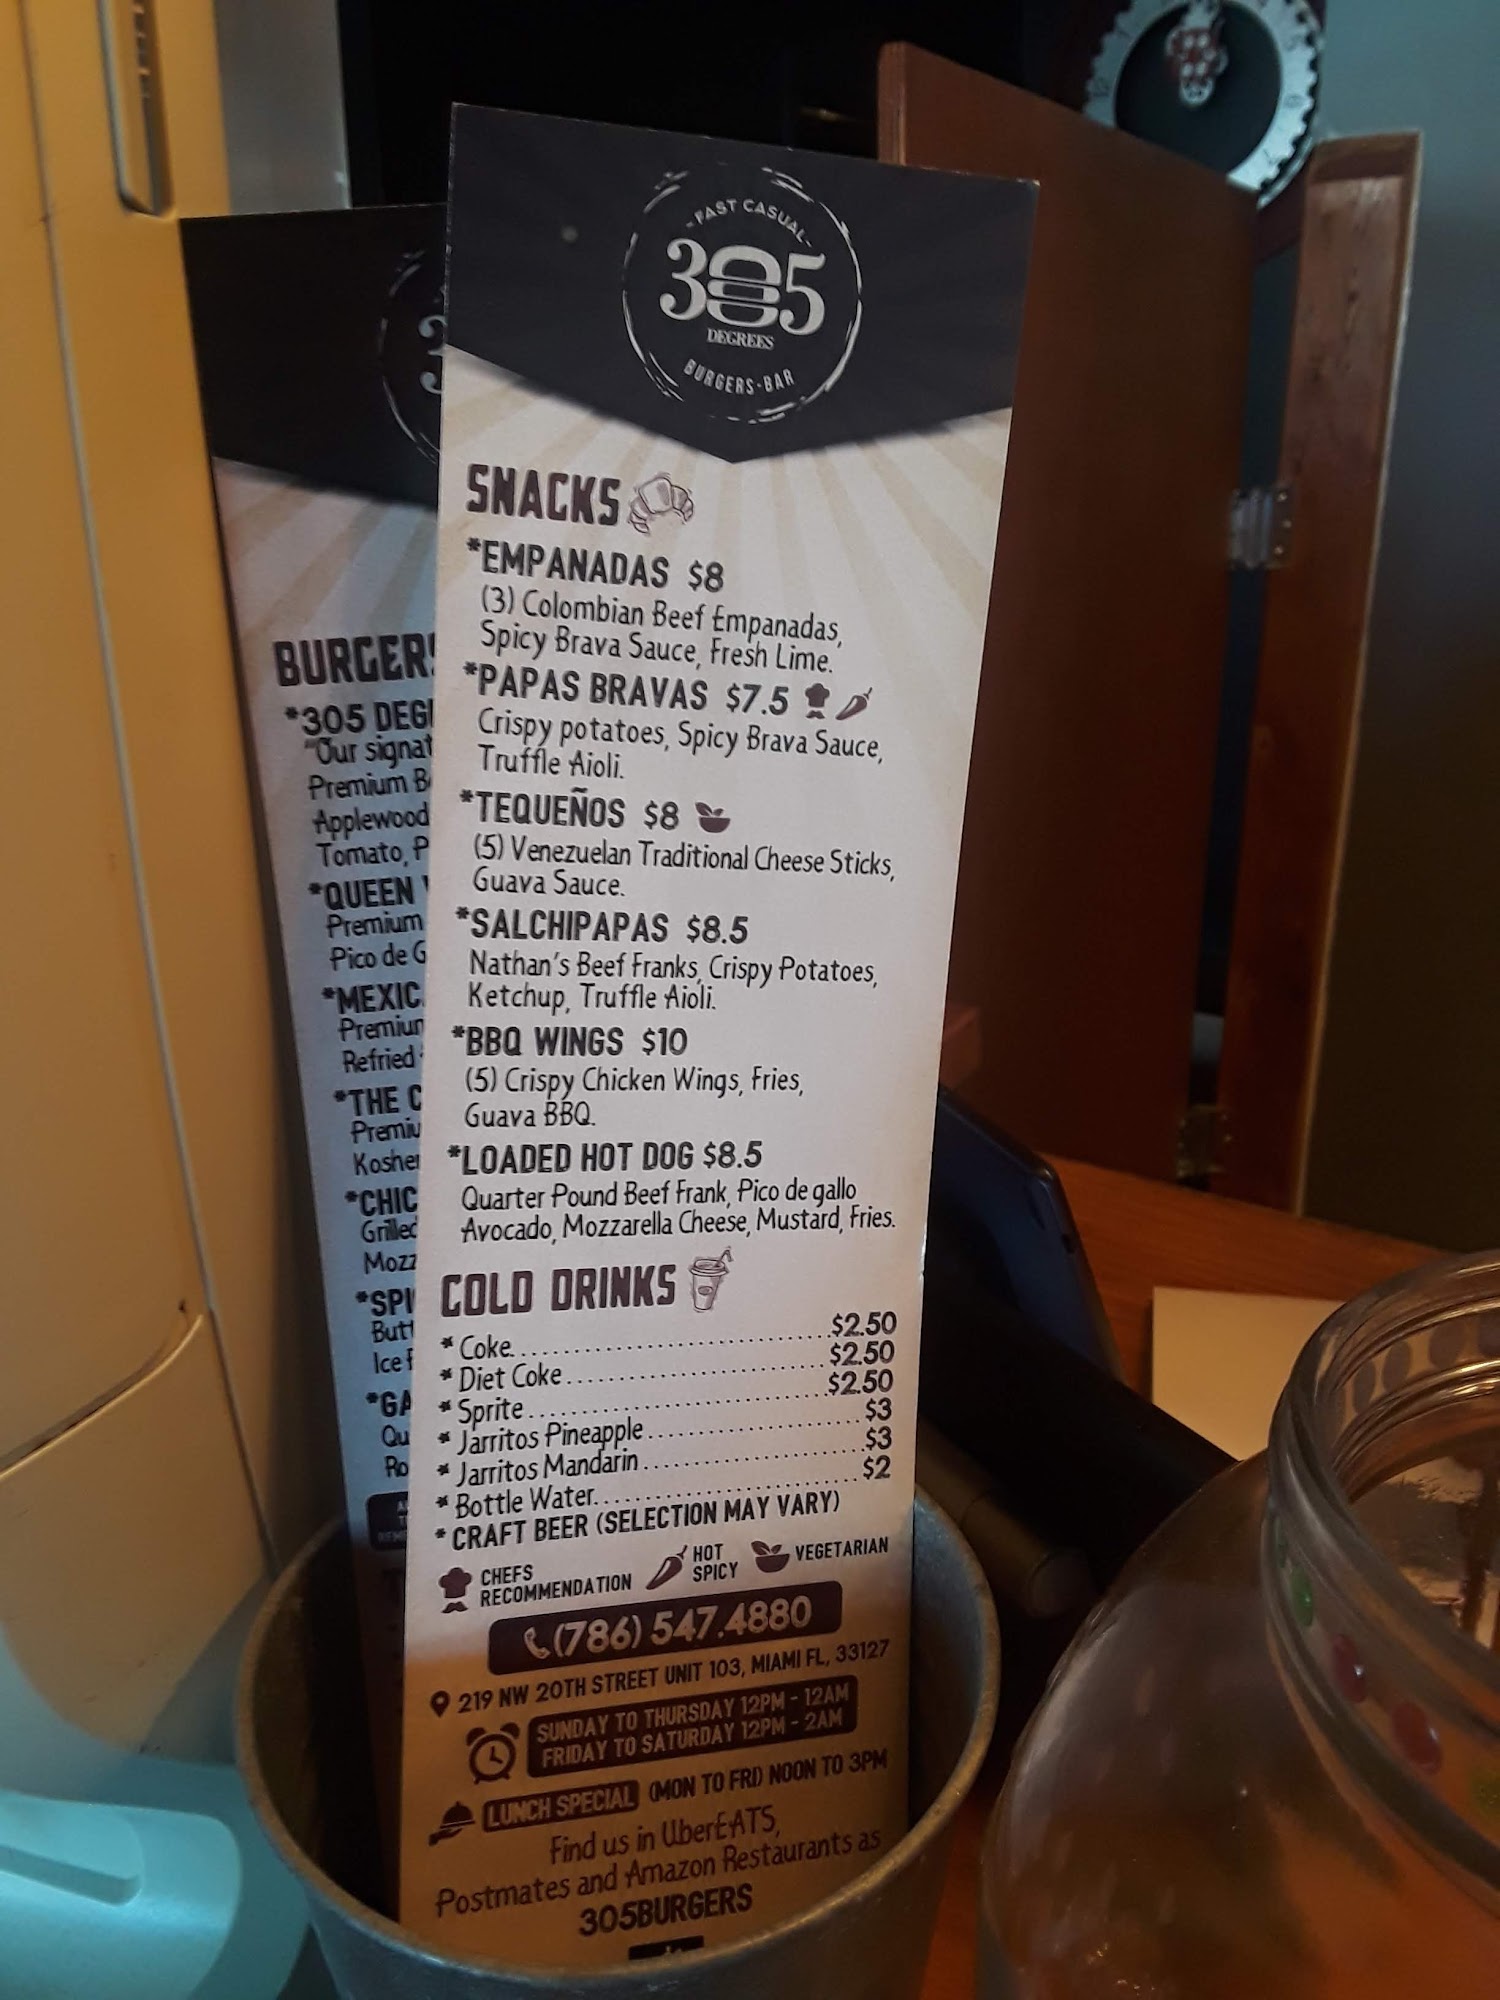 - FAST CASUAL -
305
DEGREES
BURGERS-BAR
SNACKS
*EMPANADAS $8
(3) Colombian Beef Empanadas,
Spicy Brava Sauce, Fresh Lime.
*PAPAS BRAVAS $7.5
Crispy potatoes, Spicy Brava Sauce,
Truffle Aioli.
*TEQUEÑOS $8
(5) Venezuelan Traditional Cheese Sticks,
Guava Sauce.
*SALCHIPAPAS $8.5
Nathan's Beef Franks, Crispy Potatoes,
Ketchup, Truffle Aioli.
*BBQ WINGS $10
(5) Crispy Chicken Wings, Fries,
Guava BBQ.
*LOADED HOT DOG $8.5
Quarter Pound Beef Frank, Pico de gallo
Avocado, Mozzarella Cheese, Mustard, Fries.
COLD DRINKS
* Coke..............................$2.50
* Diet Coke..........................$2.50
* Sprite.............................$2.50
* Jarritos Pineapple.....................$3
* Jarritos Mandarin.....................$3
* Bottle Water..........................$2
* CRAFT BEER (SELECTION MAY VARY)
CHEFS
RECOMMENDATION
HOT
SPICY
VEGETARIAN
(786) 547.4880
219 NW 20TH STREET UNIT 103, MIAMI FL, 33127
SUNDAY TO THURSDAY 12PM - 12AM
FRIDAY TO SATURDAY 12PM - 2AM
LUNCH SPECIAL (MON TO FRI) NOON TO 3PM
Find us in UberEATS,
Postmates and Amazon Restaurants as
305BURGERS
BURGERS
*305 DEG
"Our signat
Premium B
Applewood
Tomato, P
*QUEEN
Premium
Pico de G
*MEXIC
Premium
Refried
*THE C
Premiu
Kosher
*CHIC
Grilled
Mozz
*SPI
Butt
Ice
*GA
Qu
Ro